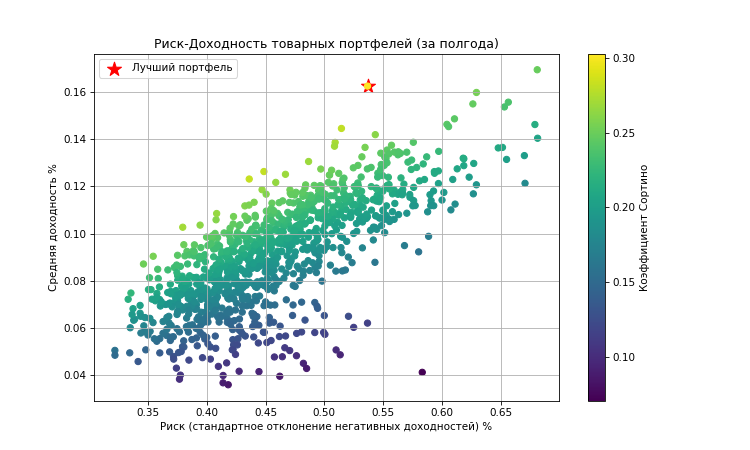 Риск-Доходность товарных портфелей (за полгода)
Лучший портфель
Средняя доходность %
0.16
0.14
0.12
0.10
0.08
0.06
0.04
0.35 0.40 0.45 0.50 0.55 0.60 0.65
Риск (стандартное отклонение негативных доходностей) %
0.30
0.25
0.20
0.15
0.10
Коэффициент Сортино